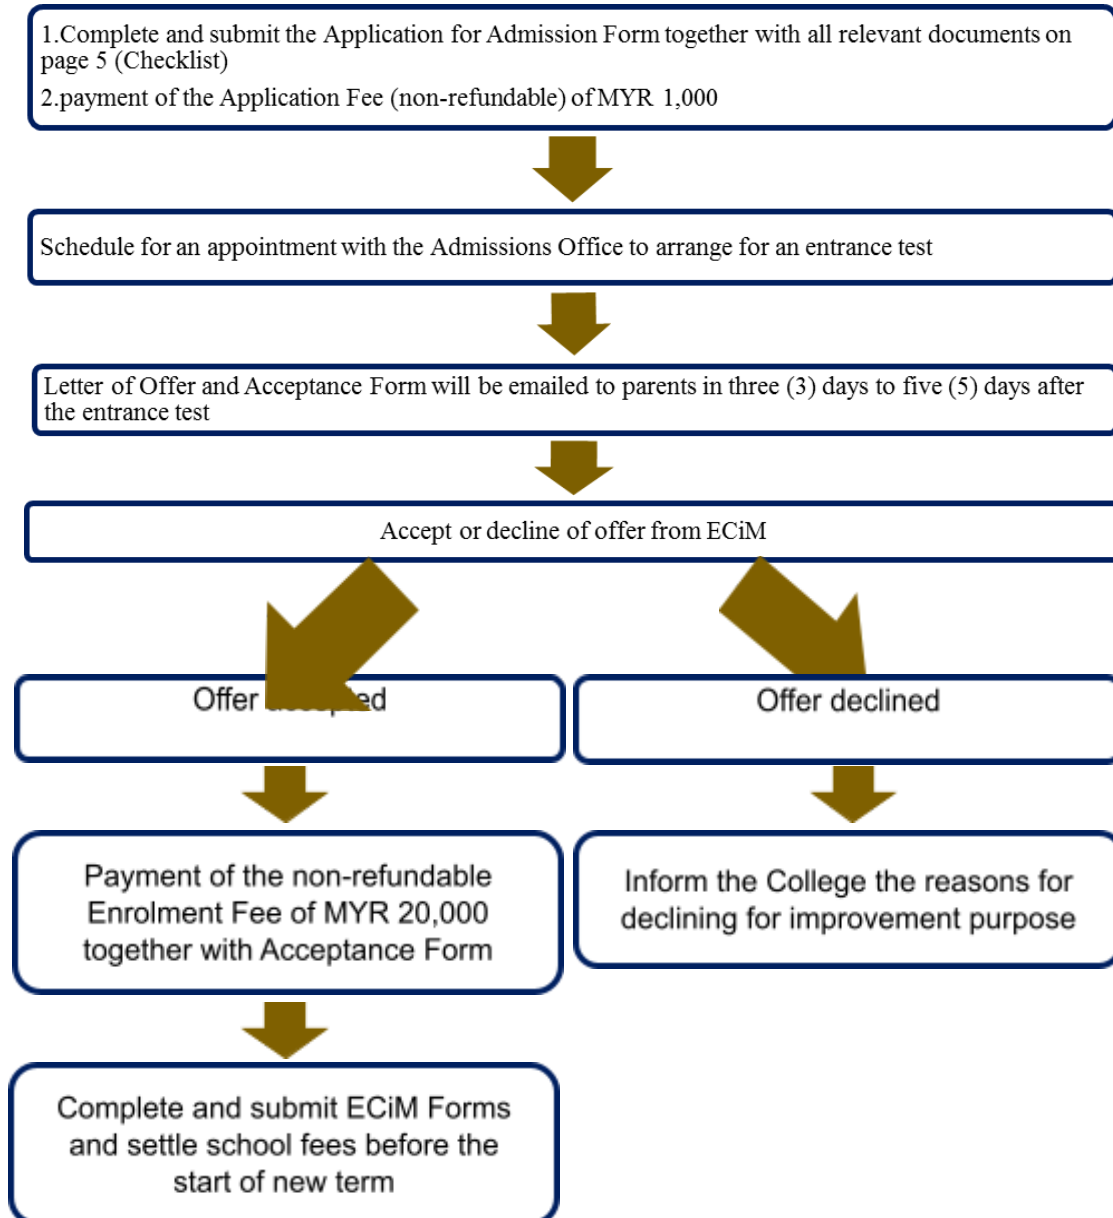 1.Complete and submit the Application for Admission Form together with all relevant documents on
page 5 (Checklist)
2.payment of the Application Fee (non-refundable) of MYR 1,000
Schedule for an appointment with the Admissions Office to arrange for an entrance test
Letter of Offer and Acceptance Form will be emailed to parents in three (3) days to five (5) days after
the entrance test
Accept or decline of offer from ECiM
Offer accepted
Offer declined
Payment of the non-refundable
Enrolment Fee of MYR 20,000
together with Acceptance Form
Inform the College the reasons for
declining for improvement purpose
Complete and submit ECiM Forms
and settle school fees before the
start of new term